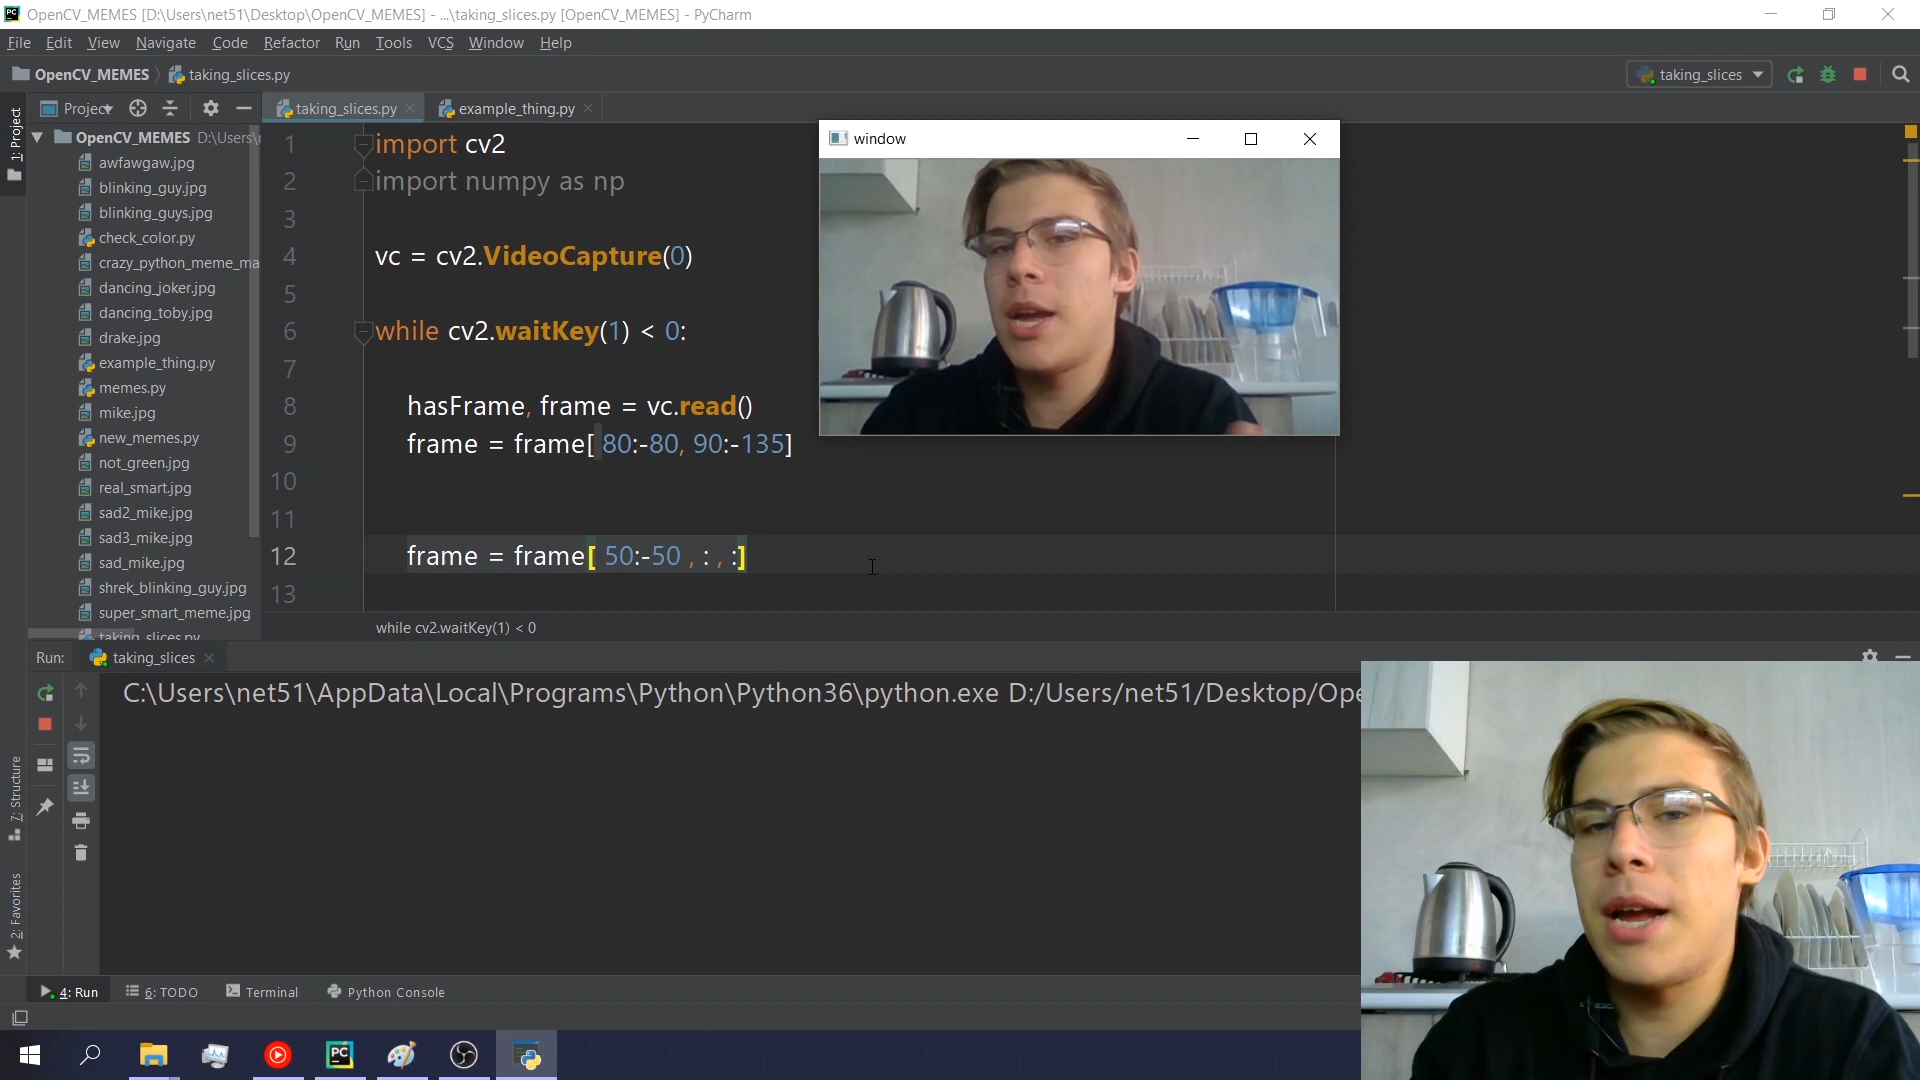 OpenCV_MEMES [D:\Users\net51\Desktop\OpenCV_MEMES] - ...\taking_slices.py [OpenCV_MEMES] - PyCharm
File Edit View Navigate Code Refactor Run Tools VCS Window Help
OpenCV_MEMES taking_slices.py taking_slices
Project taking_slices.py example_thing.py
1: Project
OpenCV_MEMES D:\Users\
awfawgaw.jpg
blinking_guy.jpg
blinking_guys.jpg
check_color.py
crazy_python_meme_ma
dancing_joker.jpg
dancing_toby.jpg
drake.jpg
example_thing.py
memes.py
mike.jpg
new_memes.py
not_green.jpg
real_smart.jpg
sad2_mike.jpg
sad3_mike.jpg
sad_mike.jpg
shrek_blinking_guy.jpg
super_smart_meme.jpg
taking_slices.py
1 import cv2
2 import numpy as np
3
4 vc = cv2.VideoCapture(0)
5
6 while cv2.waitKey(1) < 0:
7
8 hasFrame, frame = vc.read()
9 frame = frame[ 80:-80, 90:-135]
10
11
12 frame = frame[ 50:-50 , : , :]
13
while cv2.waitKey(1) < 0
window
Run: taking_slices
C:\Users\net51\AppData\Local\Programs\Python\Python36\python.exe D:/Users/net51/Desktop/Ope
7: Structure
2: Favorites
4: Run 6: TODO Terminal Python Console
PC